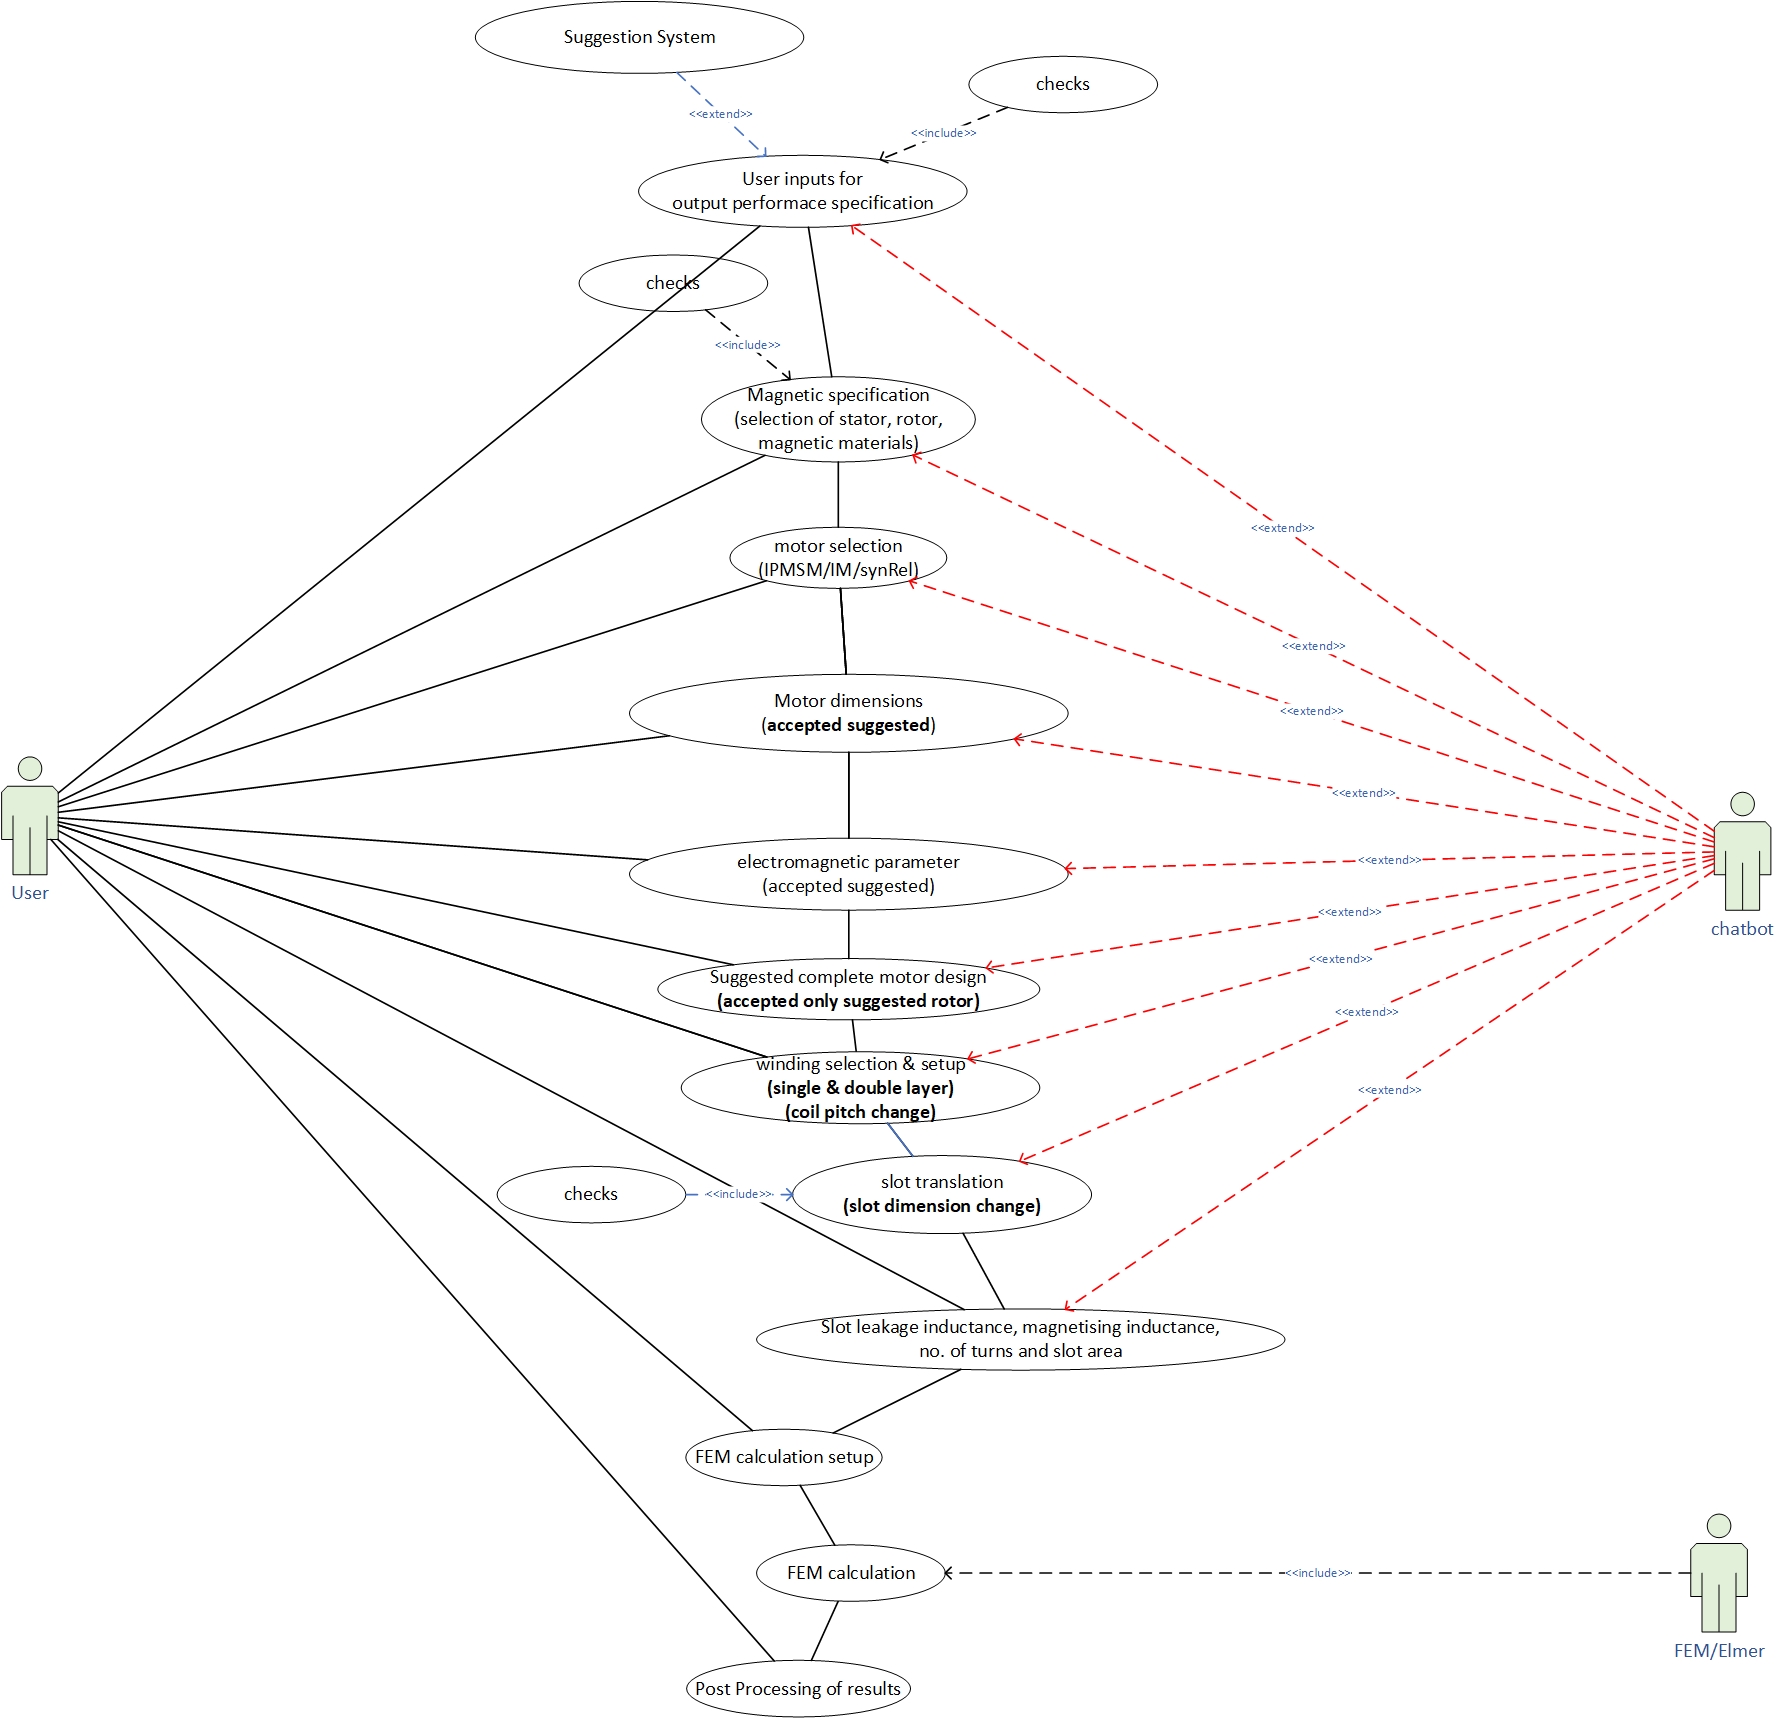 Suggestion System
checks
<<extend>>
<<include>>
User inputs for
output performace specification
checks
<<include>>
Magnetic specification
(selection of stator, rotor,
magnetic materials)
<<extend>>
motor selection
(IPMSM/IM/synRel)
<<extend>>
Motor dimensions
(accepted suggested)
<<extend>>
<<extend>>
electromagnetic parameter
(accepted suggested)
<<extend>>
User
chatbot
<<extend>>
Suggested complete motor design
(accepted only suggested rotor)
<<extend>>
winding selection & setup
(single & double layer)
(coil pitch change)
<<extend>>
<<extend>>
checks
<<include>>
slot translation
(slot dimension change)
Slot leakage inductance, magnetising inductance,
no. of turns and slot area
FEM calculation setup
FEM calculation
<<include>>
FEM/Elmer
Post Processing of results